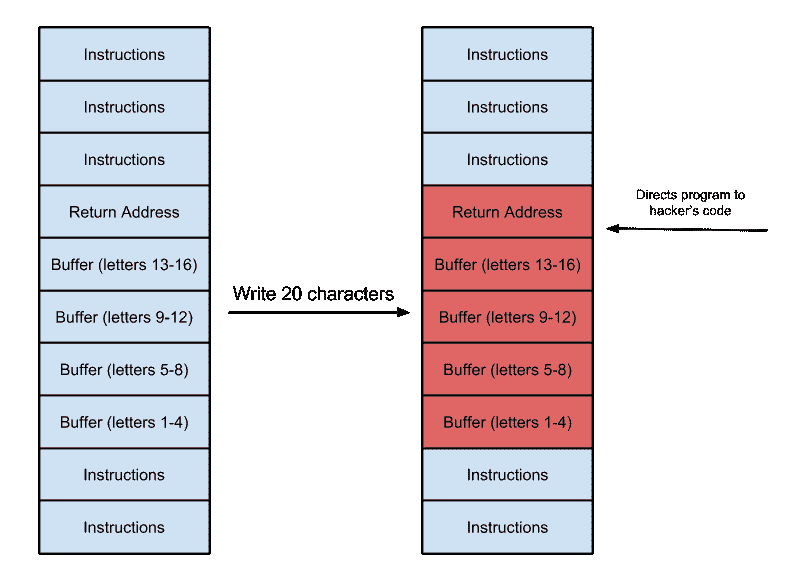 Instructions
Instructions
Instructions
Return Address
Buffer (letters 13-16)
Buffer (letters 9-12)
Buffer (letters 5-8)
Buffer (letters 1-4)
Instructions
Instructions
Write 20 characters
Instructions
Instructions
Instructions
Return Address
Buffer (letters 13-16)
Buffer (letters 9-12)
Buffer (letters 5-8)
Buffer (letters 1-4)
Instructions
Instructions
Directs program to
hacker's code